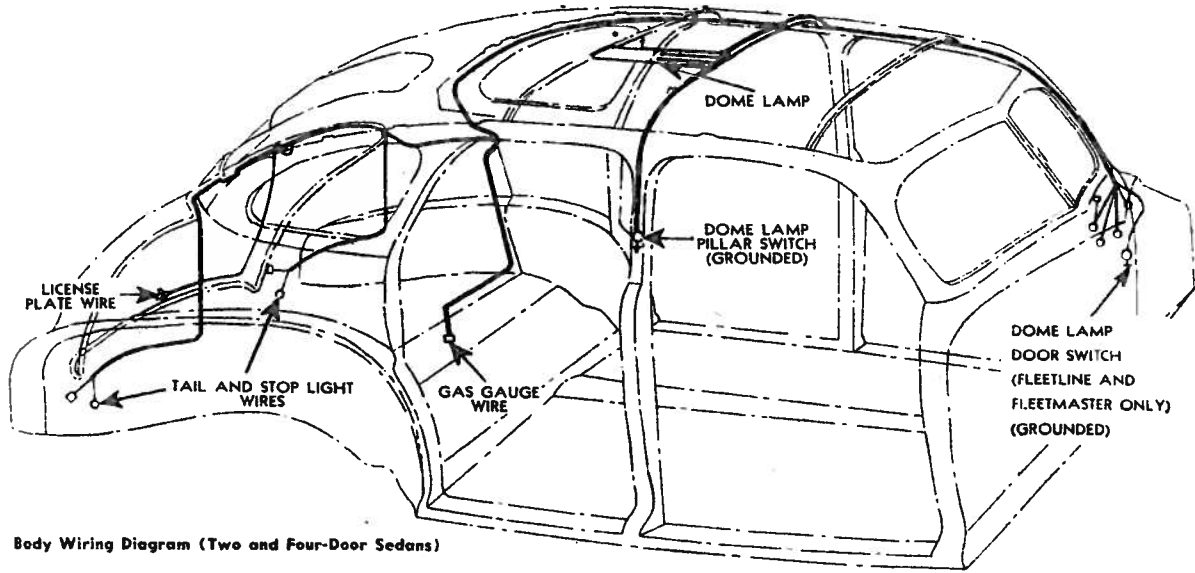 DOME LAMP
DOME LAMP
PILLAR SWITCH
(GROUNDED)
LICENSE
PLATE WIRE
TAIL AND STOP LIGHT
WIRES
GAS GAUGE
WIRE
DOME LAMP
DOOR SWITCH
(FLEETLINE AND
FLEETMASTER ONLY)
(GROUNDED)
Body Wiring Diagram (Two and Four-Door Sedans)